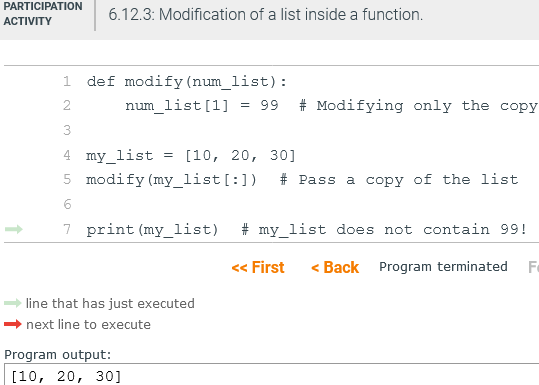 PARTICIPATION
ACTIVITY
6.12.3: Modification of a list inside a function.
1 def modify(num_list):
2     num_list[1] = 99  # Modifying only the copy
3
4 my_list = [10, 20, 30]
5 modify(my_list[:])  # Pass a copy of the list
6
7 print(my_list)  # my_list does not contain 99!
<< First < Back Program terminated
line that has just executed
next line to execute
Program output:
[10, 20, 30]